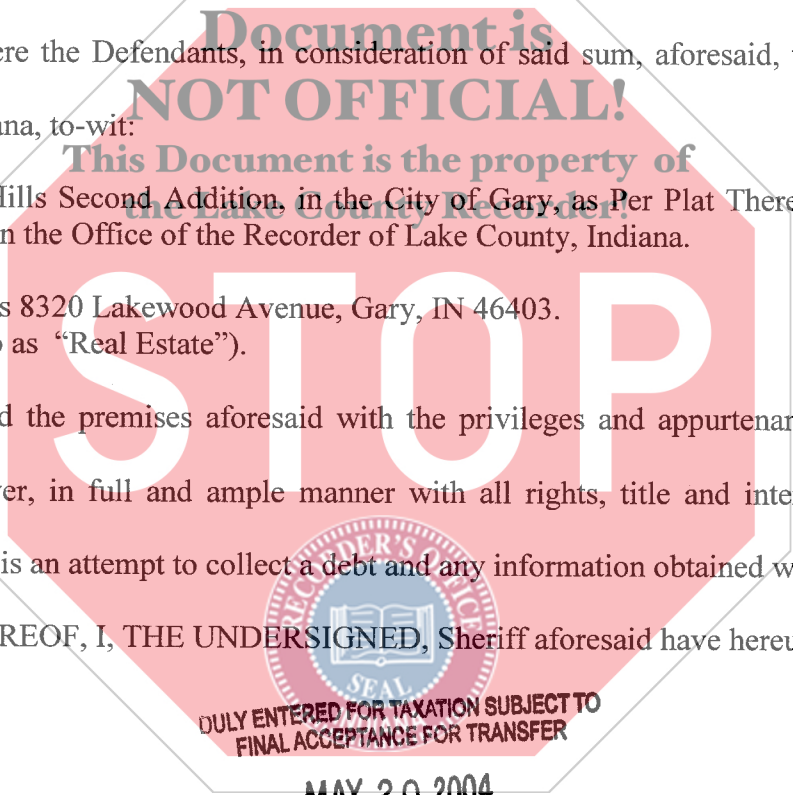 Document is
ere the Defendants, in consideration of said sum, aforesaid,
NOT OFFICIAL!
ana, to-wit:
This Document is the property of
Hills Second Addition, in the City of Gary, as Per Plat There
the Lake County Recorder!
n the Office of the Recorder of Lake County, Indiana.
s 8320 Lakewood Avenue, Gary, IN 46403.
as “Real Estate”).
STOP
d the premises aforesaid with the privileges and appurtenan
er, in full and ample manner with all rights, title and inte
is an attempt to collect a debt and any information obtained w
RECORDER'S OFFICE
REOF, I, THE UNDERSIGNED, Sheriff aforesaid have hereu
SEAL
INDIANA
DULY ENTERED FOR TAXATION SUBJECT TO
FINAL ACCEPTANCE FOR TRANSFER
MAY 20 2004